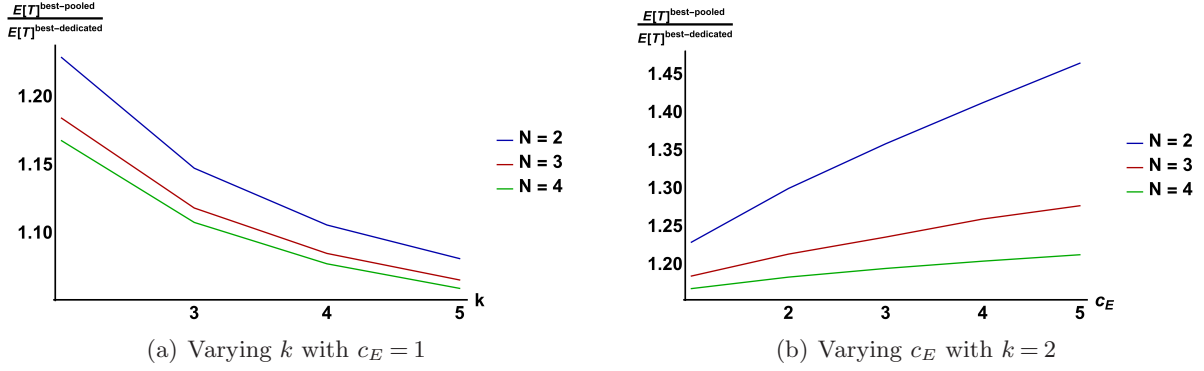 E[T]^best–pooled
E[T]^best–dedicated
1.20
1.15
1.10
3
4
5
k
N = 2
N = 3
N = 4
(a) Varying k with c_E = 1
E[T]^best–pooled
E[T]^best–dedicated
1.45
1.40
1.35
1.30
1.25
1.20
2
3
4
5
c_E
N = 2
N = 3
N = 4
(b) Varying c_E with k = 2